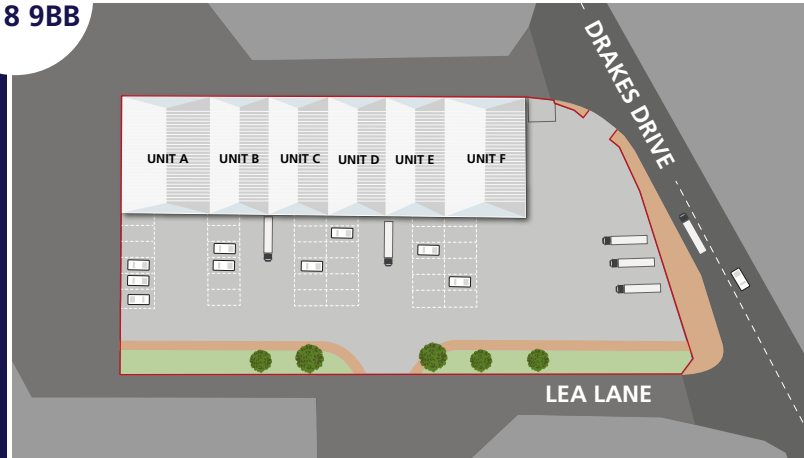 8 9BB
DRAKES DRIVE
UNIT A
UNIT B
UNIT C
UNIT D
UNIT E
UNIT F
LEA LANE